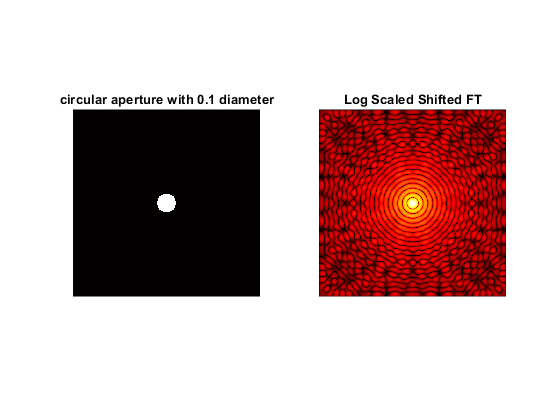 circular aperture with 0.1 diameter
Log Scaled Shifted FT